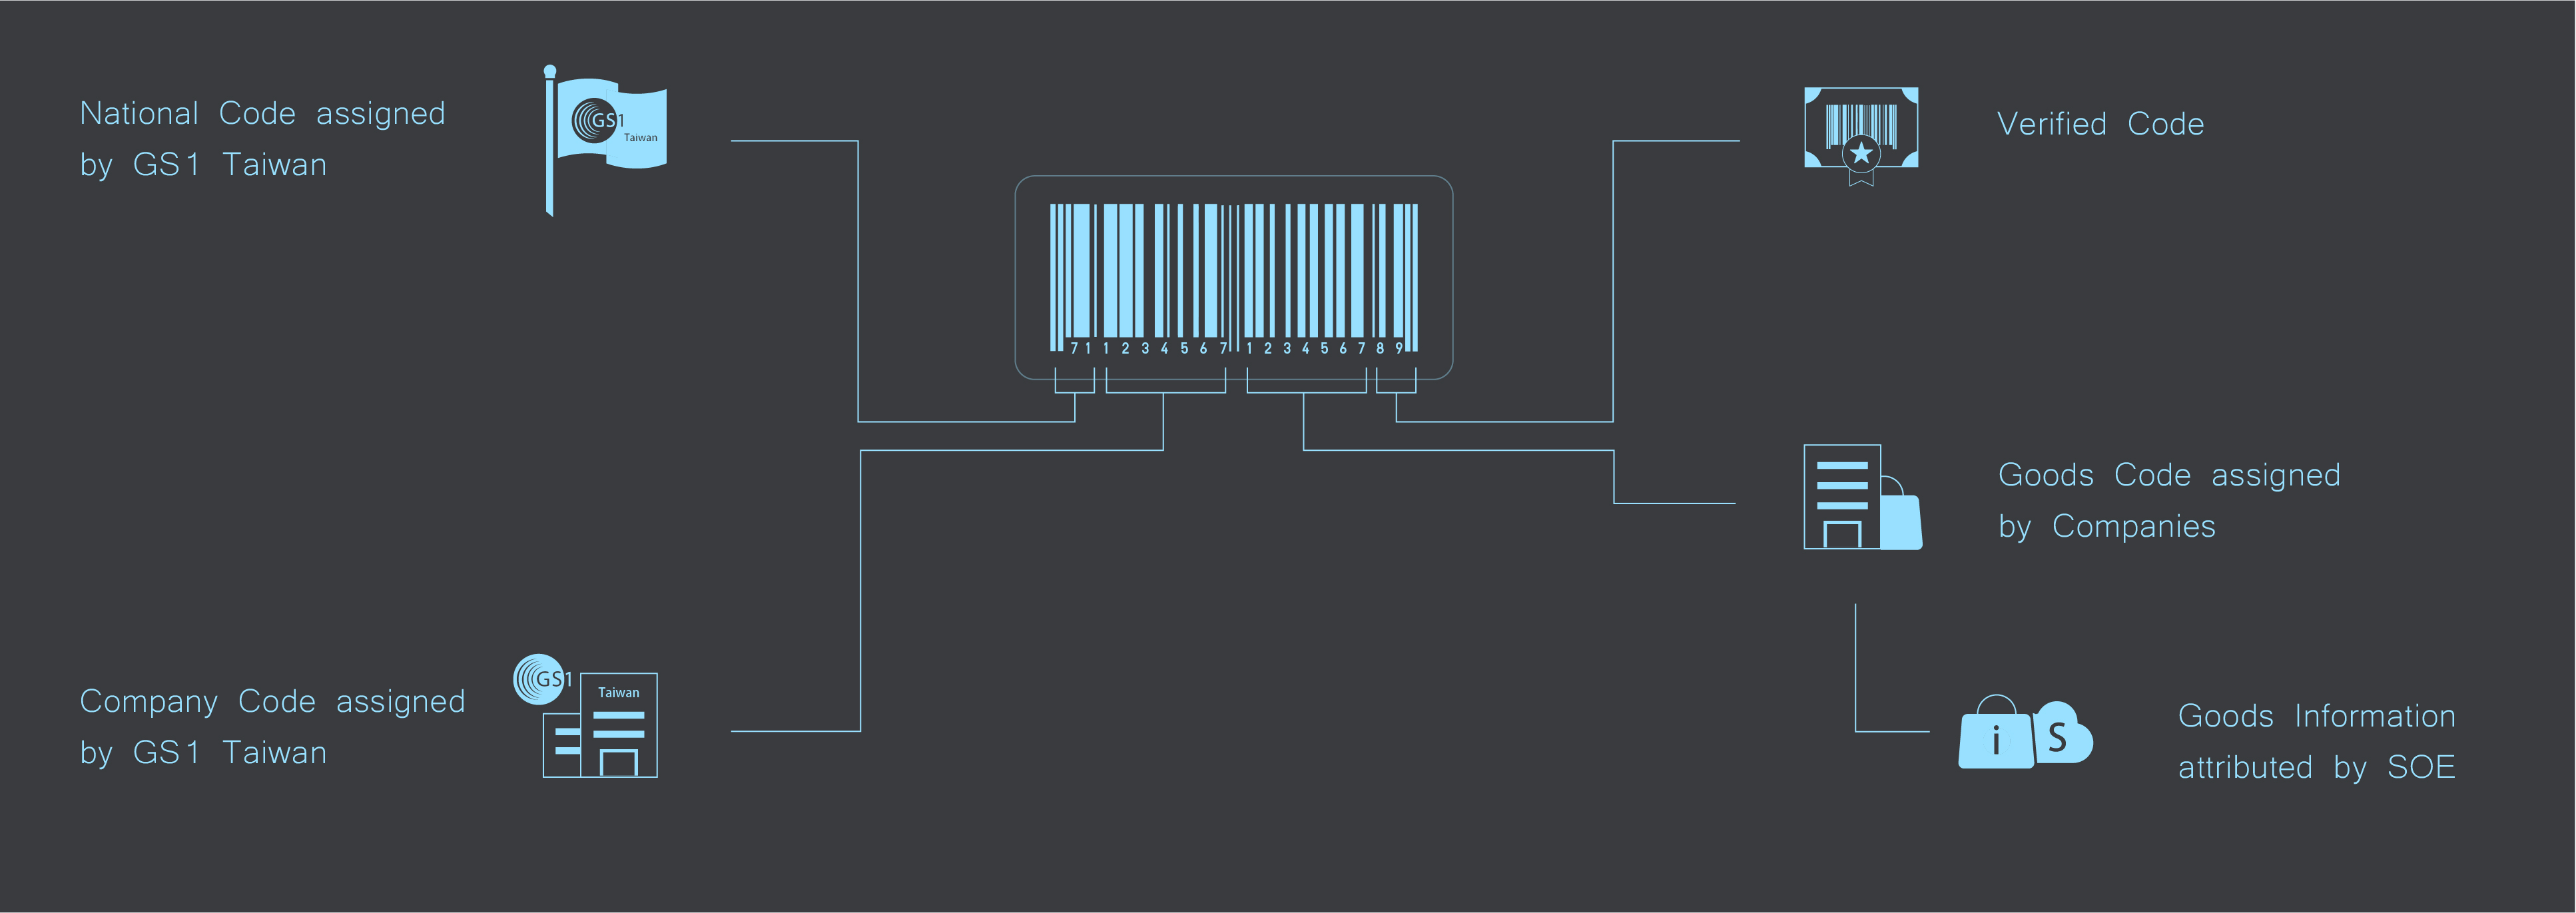 National Code assigned
by GS1 Taiwan
GS1
Taiwan
Verified Code
7 1 1 2 3 4 5 6 7 1 2 3 4 5 6 7 8 9
Goods Code assigned
by Companies
Company Code assigned
by GS1 Taiwan
GS1
Taiwan
i S
Goods Information
attributed by SOE